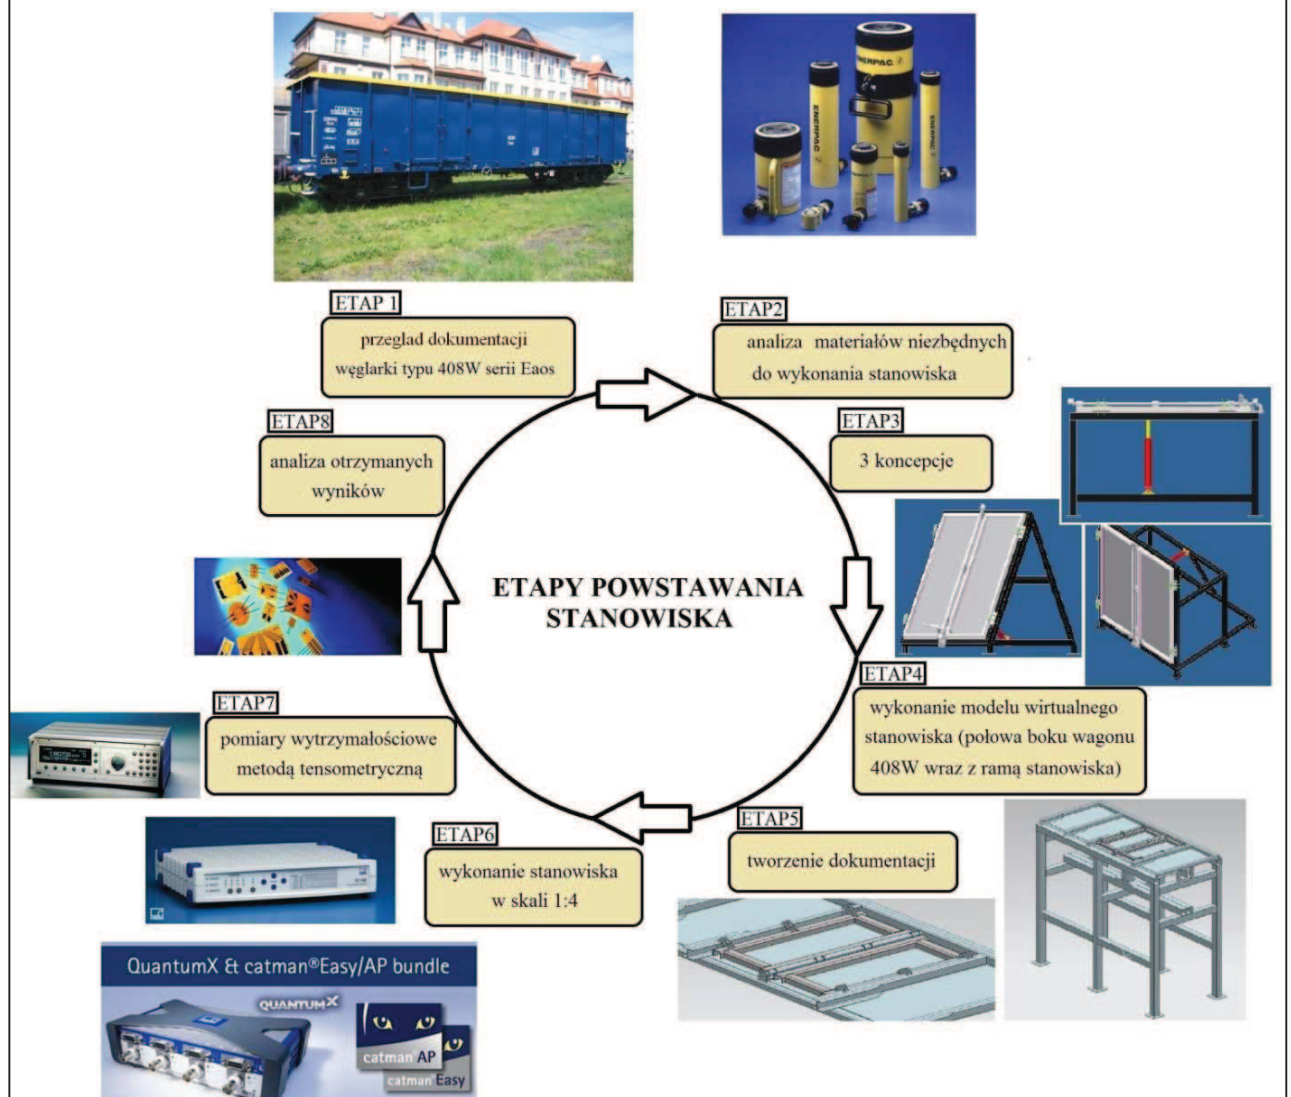 ENERPAC
ENERPAC
ENERPAC
ETAP 1
przeglad dokumentacji
węglarki typu 408W serii Eaos
ETAP2
analiza materiałów niezbędnych
do wykonania stanowiska
ETAP3
3 koncepcje
ETAP8
analiza otrzymanych
wyników
ETAPY POWSTAWANIA
STANOWISKA
ETAP4
wykonanie modelu wirtualnego
stanowiska (połowa boku wagonu
408W wraz z ramą stanowiska)
ETAP7
pomiary wytrzymałościowe
metodą tensometryczną
ETAP5
tworzenie dokumentacji
ETAP6
wykonanie stanowiska
w skali 1:4
QuantumX & catman®Easy/AP bundle
QUANTUMX
catman®AP
catman®Easy